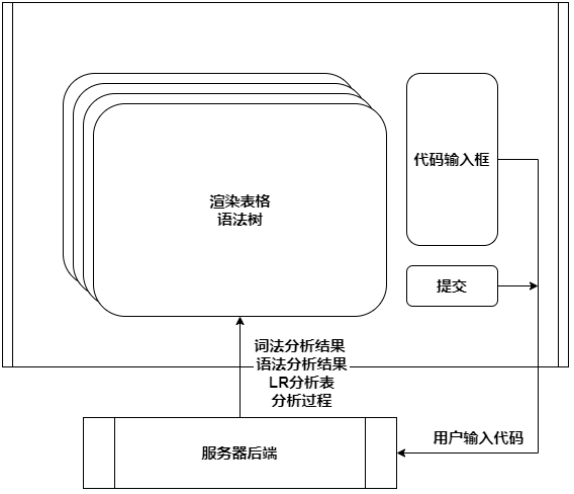 代码输入框
渲染表格
语法树
提交
词法分析结果
语法分析结果
LR分析表
分析过程
用户输入代码
服务器后端